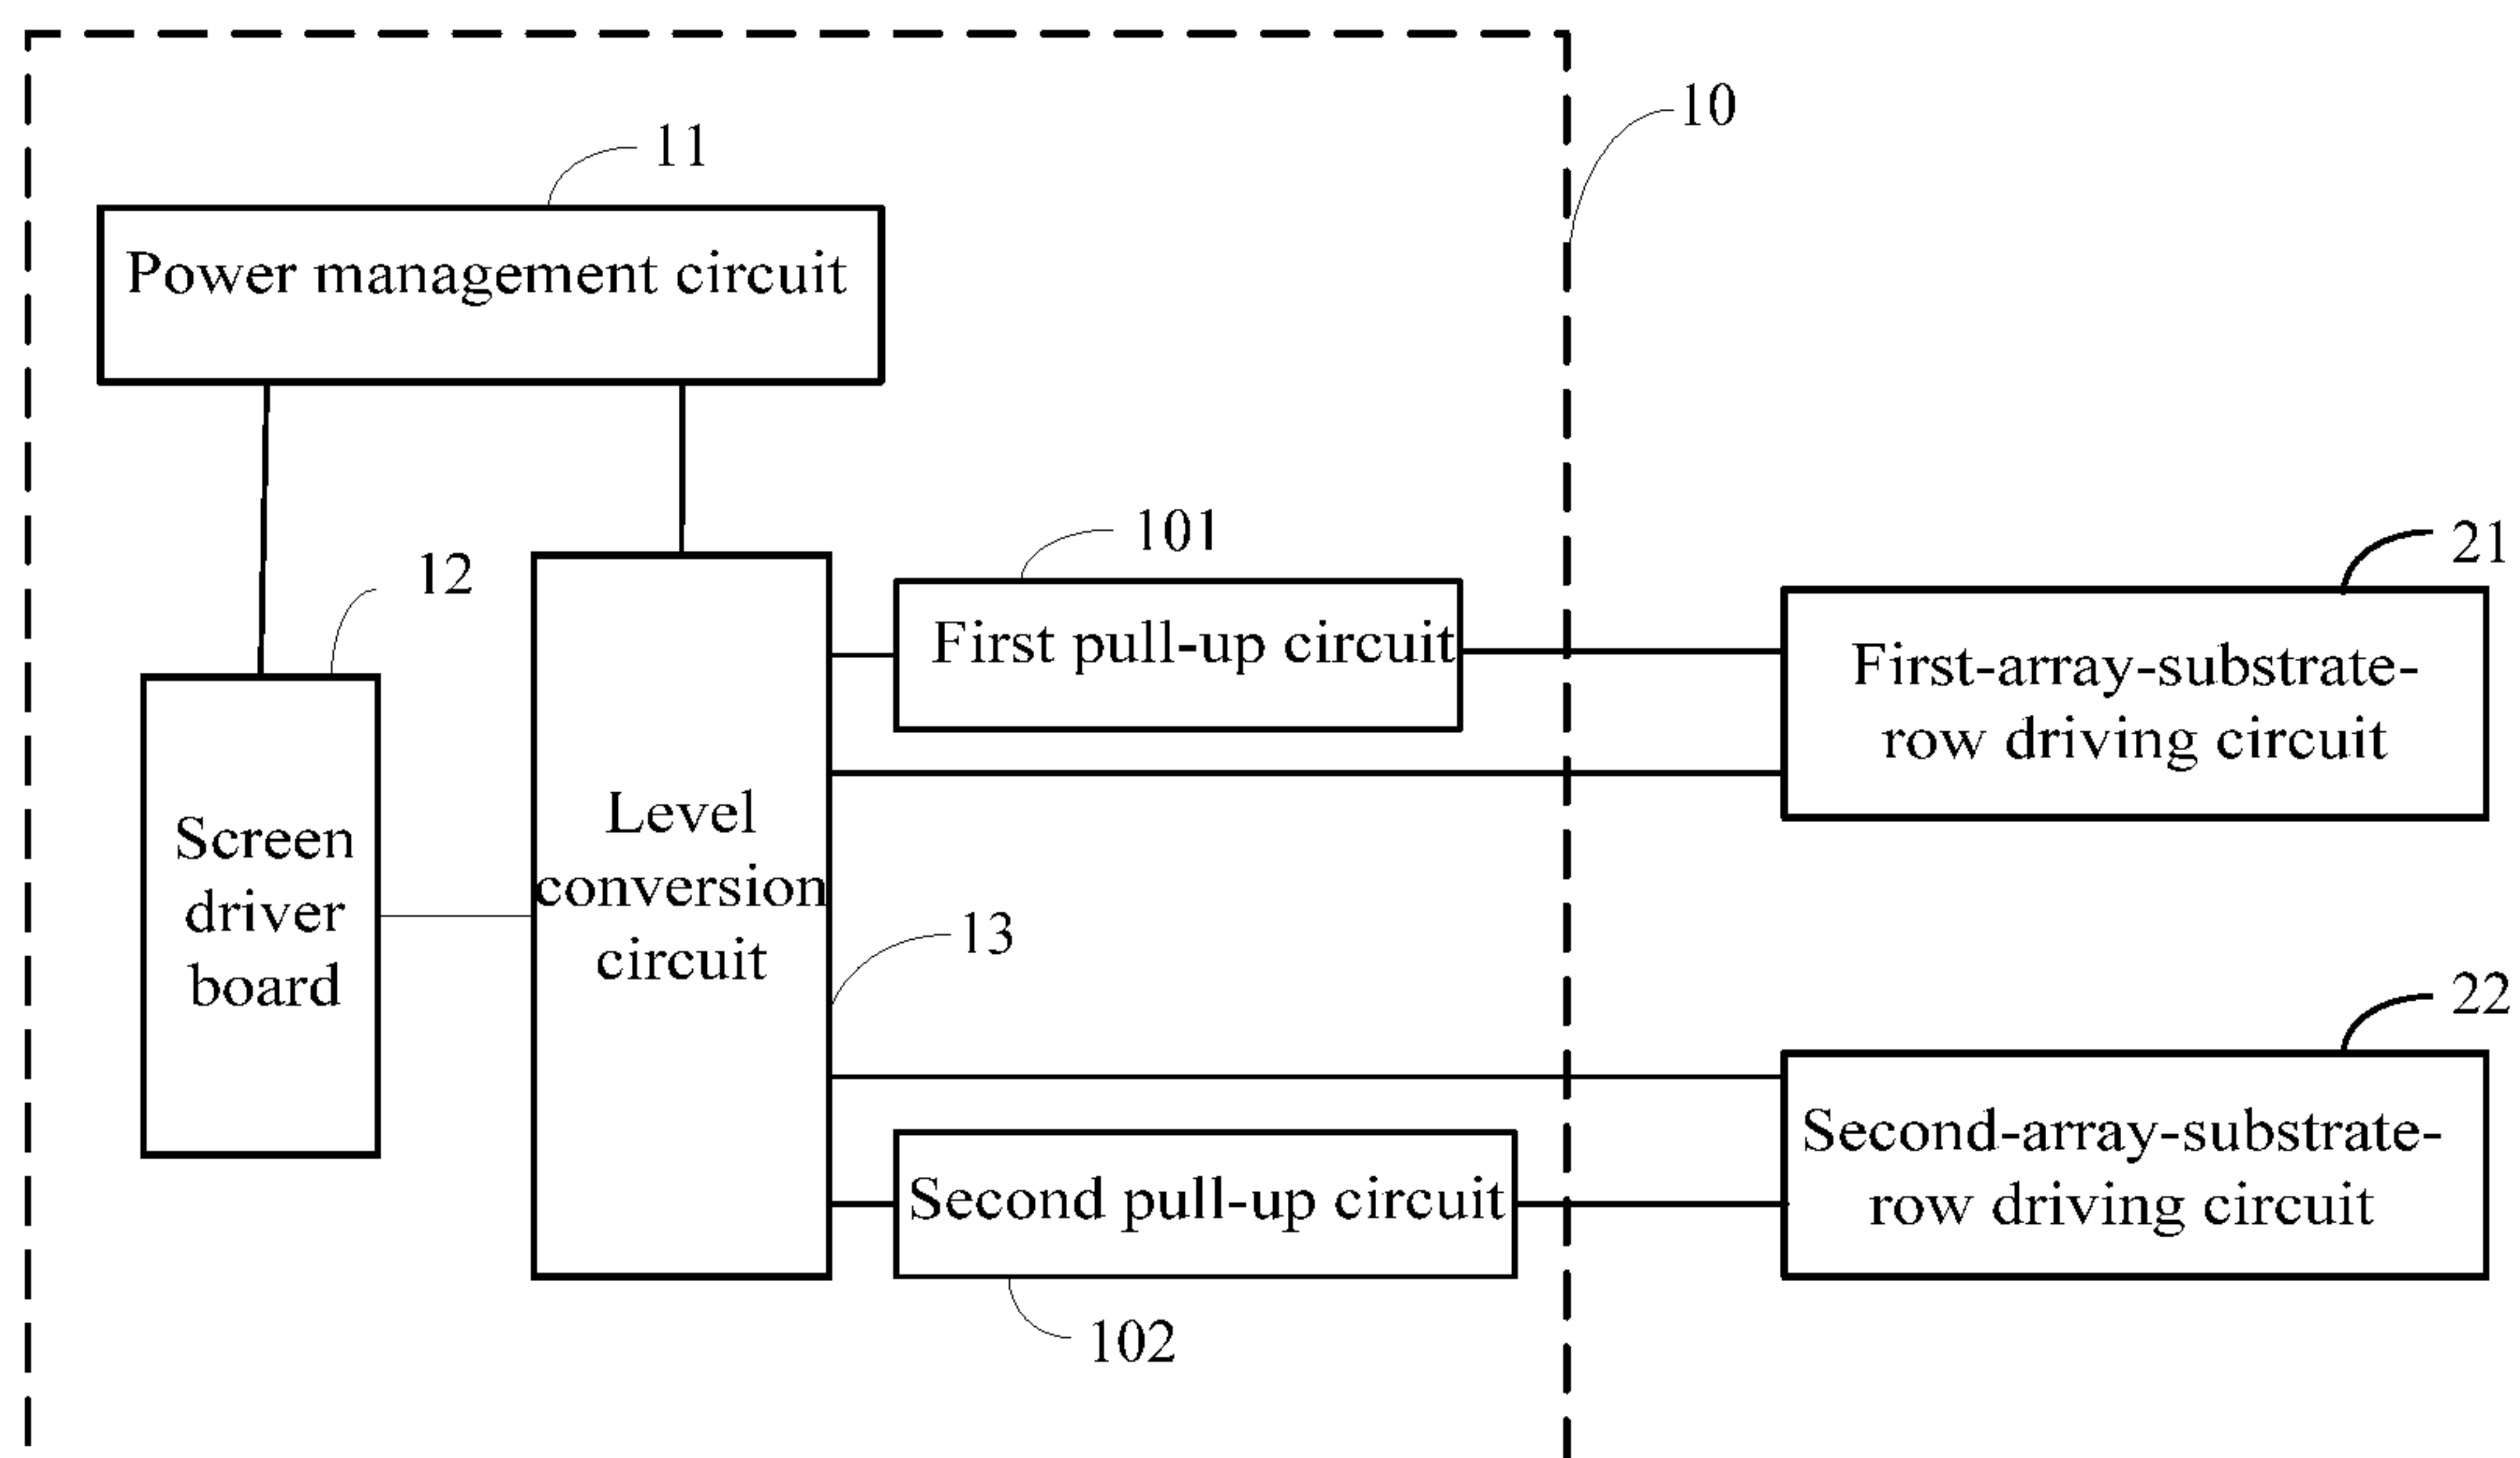 10
11
Power management circuit
101
21
12
First pull-up circuit
First-array-substrate-
row driving circuit
Level
conversion
circuit
Screen
driver
board
13
22
Second-array-substrate-
row driving circuit
Second pull-up circuit
102